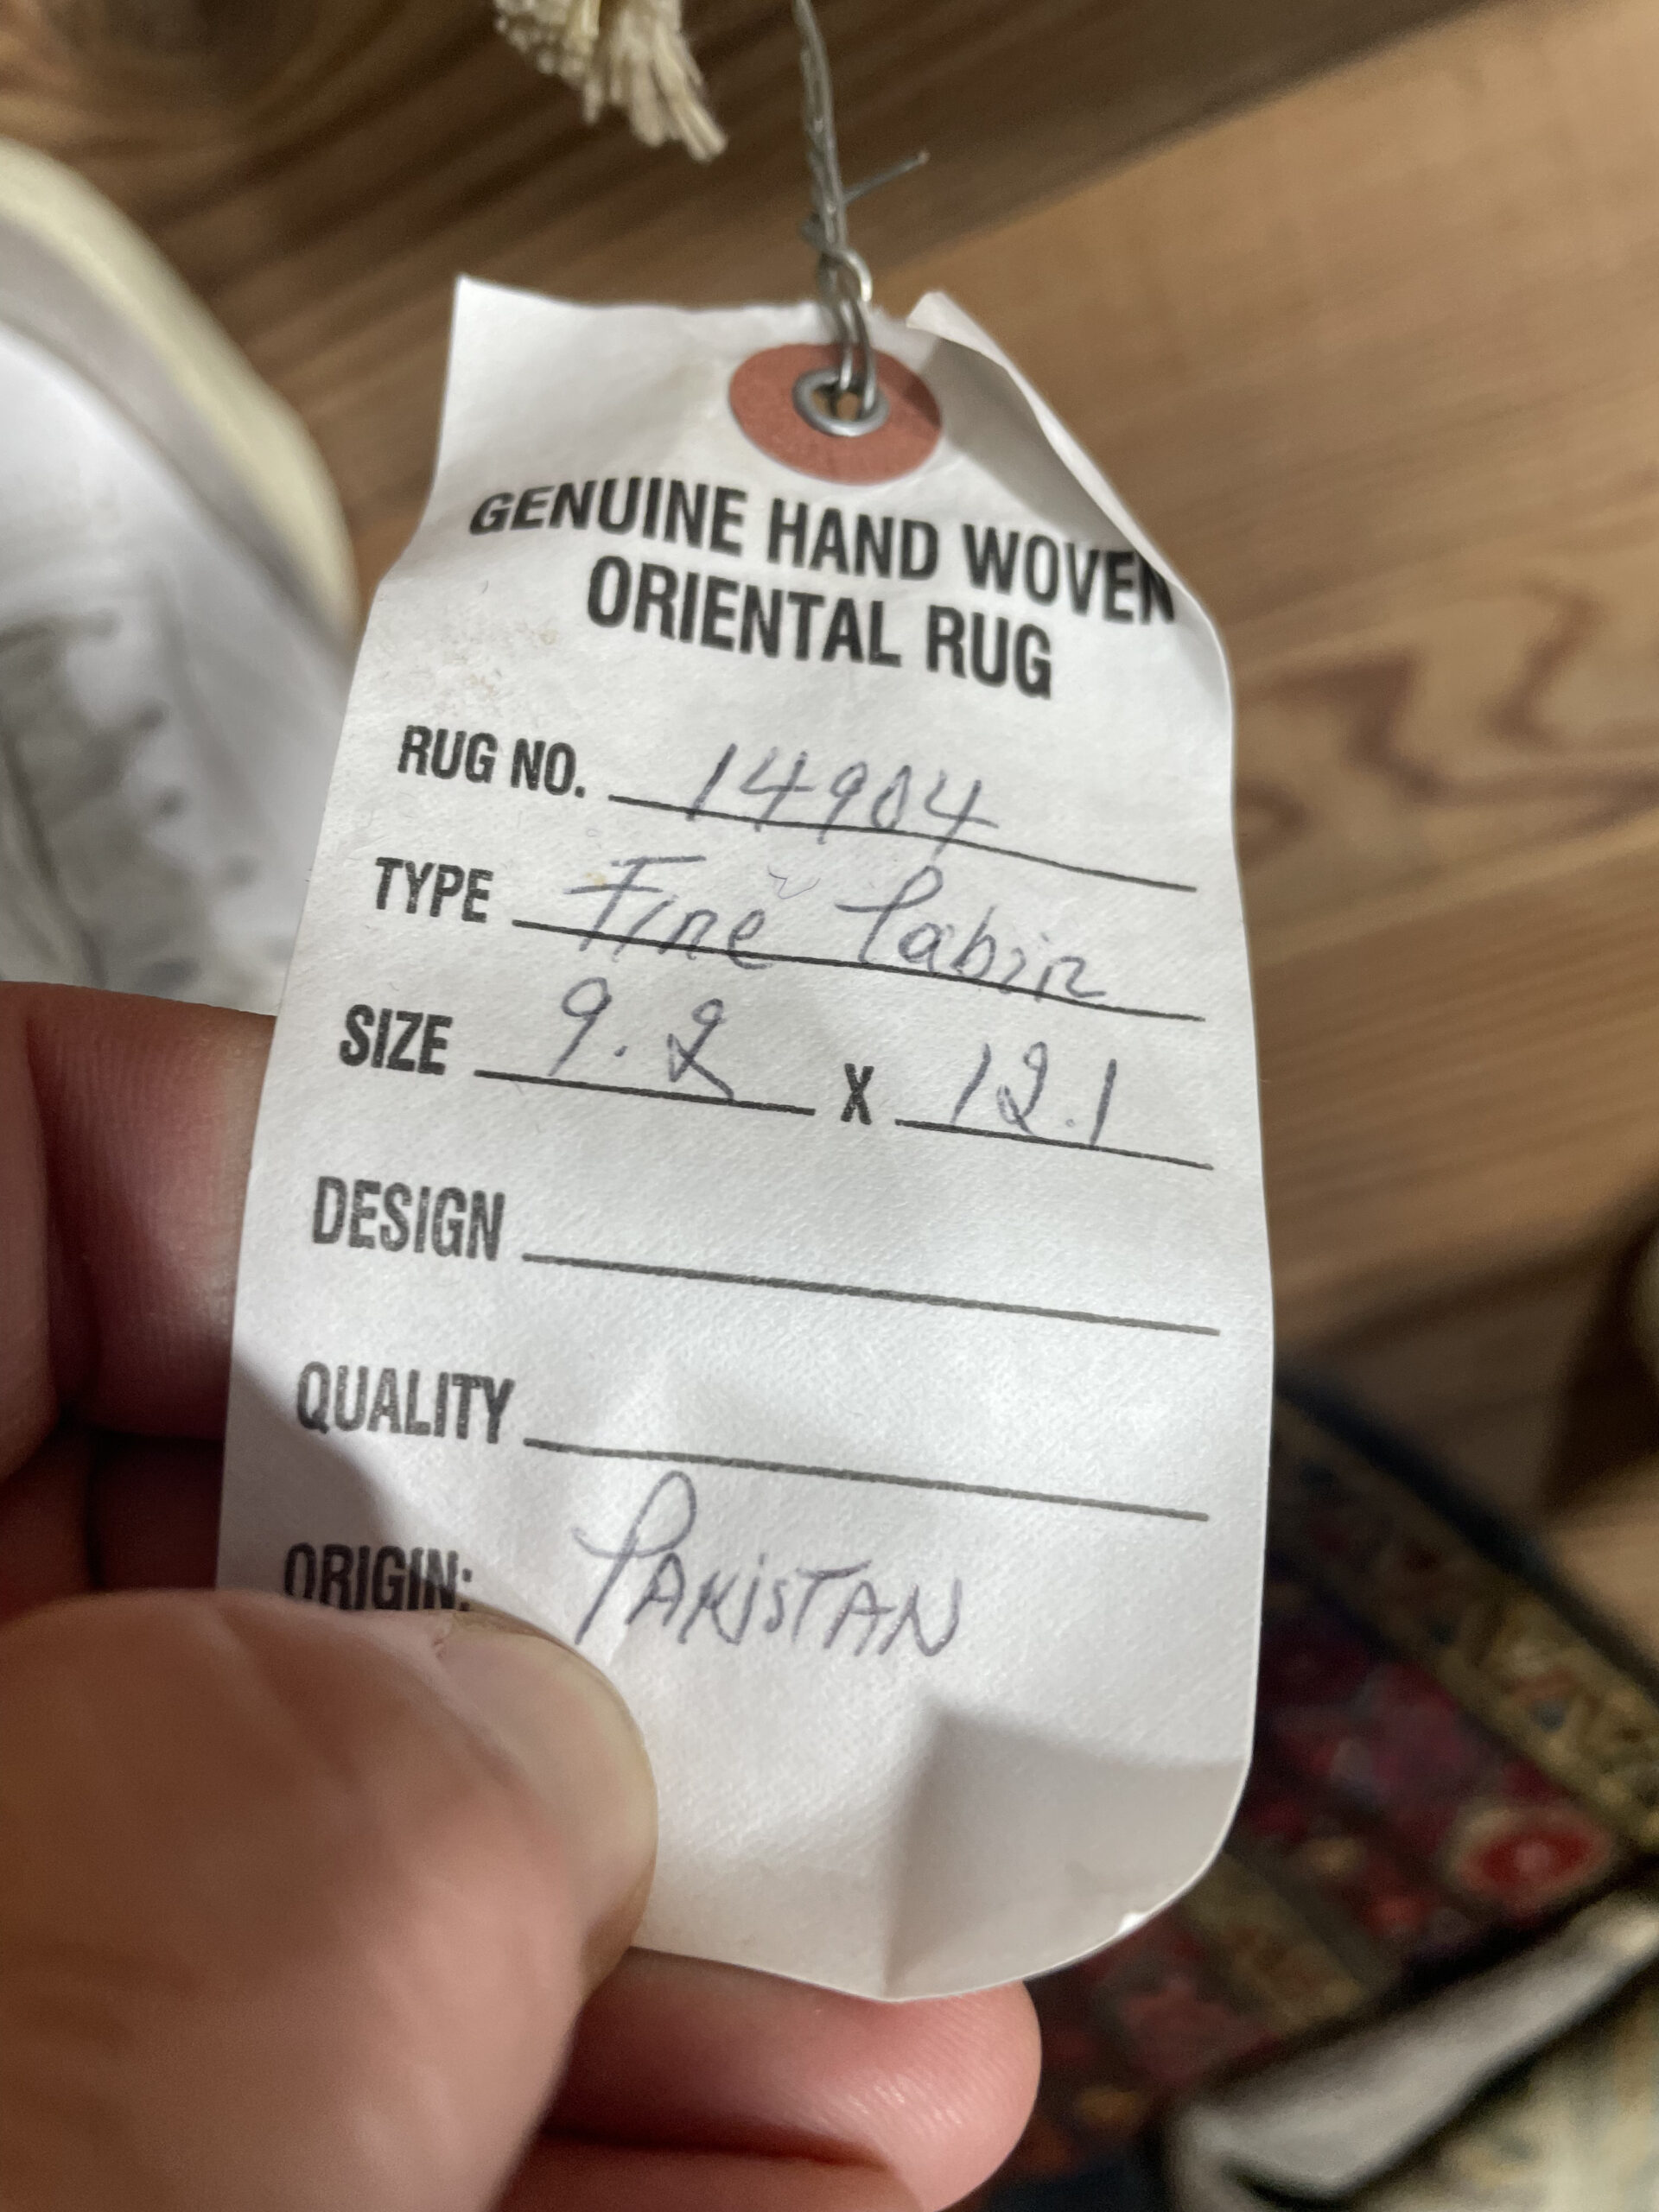 GENUINE HAND WOVEN
ORIENTAL RUG
RUG NO. 14904
TYPE Fine Pabin
SIZE 9.2 X 12.1
DESIGN
QUALITY
ORIGIN: PAKISTAN